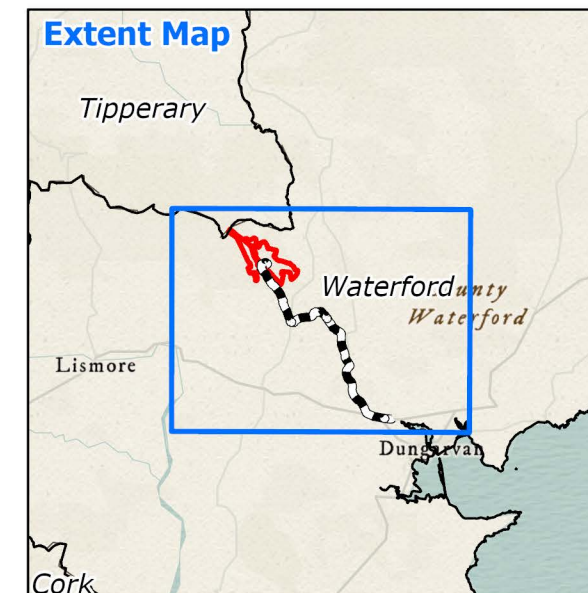 Extent Map
Tipperary
Waterford
unty
Waterford
Lismore
Dungarvan
Cork